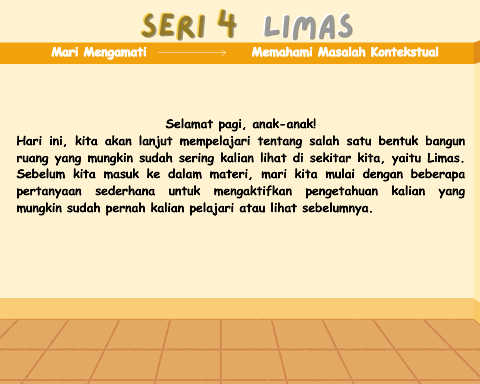 SERI 4 LIMAS
Mari Mengamati Memahami Masalah Kontekstual
Selamat pagi, anak-anak!
Hari ini, kita akan lanjut mempelajari tentang salah satu bentuk bangun
ruang yang mungkin sudah sering kalian lihat di sekitar kita, yaitu Limas.
Sebelum kita masuk ke dalam materi, mari kita mulai dengan beberapa
pertanyaan sederhana untuk mengaktifkan pengetahuan kalian yang
mungkin sudah pernah kalian pelajari atau lihat sebelumnya.